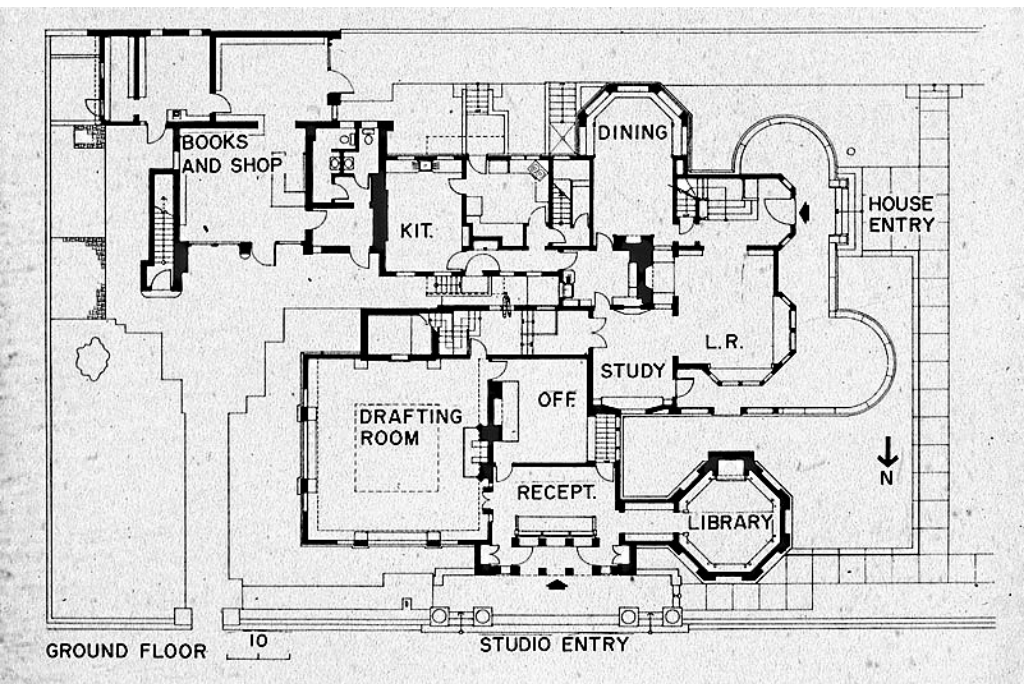 DINING
BOOKS
AND SHOP
HOUSE
ENTRY
KIT.
L.R.
STUDY
OFF.
DRAFTING
ROOM
N
RECEPT.
LIBRARY
10
STUDIO ENTRY
GROUND FLOOR